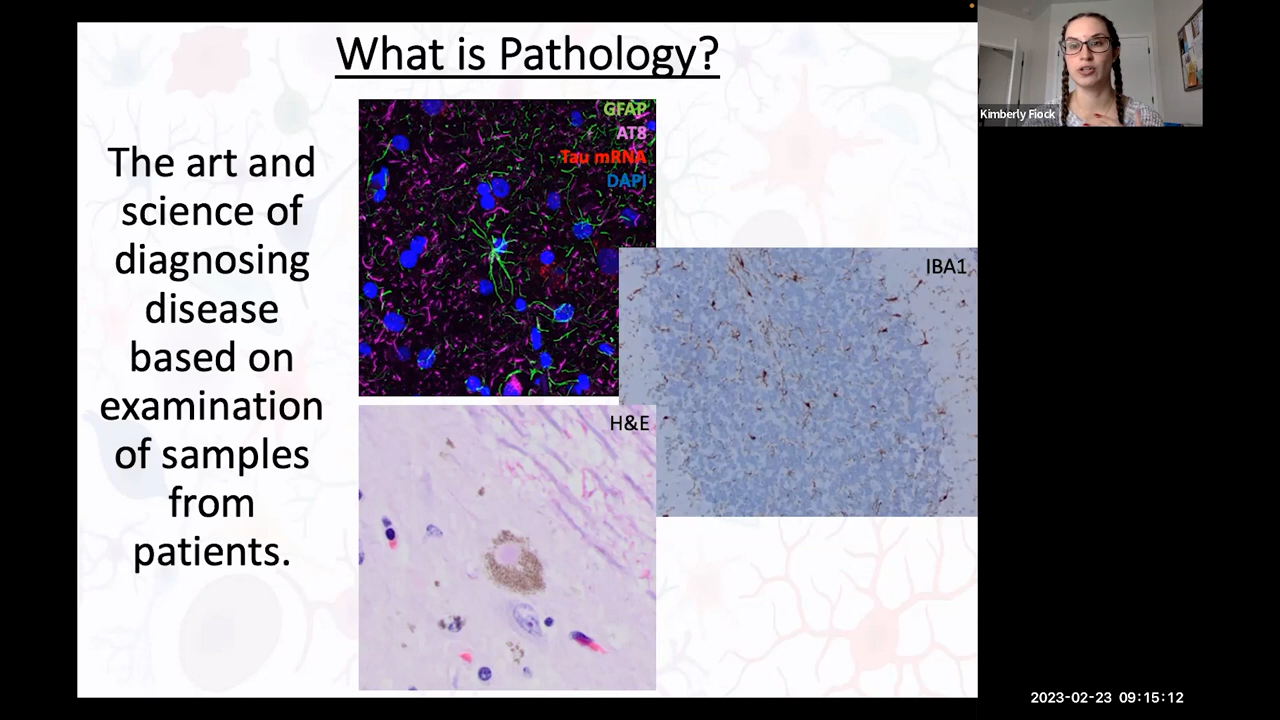 What is Pathology?
The art and
science of
diagnosing
disease
based on
examination
of samples
from
patients.
GFAP
AT8
Tau mRNA
DAPI
IBA1
H&E
Kimberly Fiock
2023-02-23 09:15:12